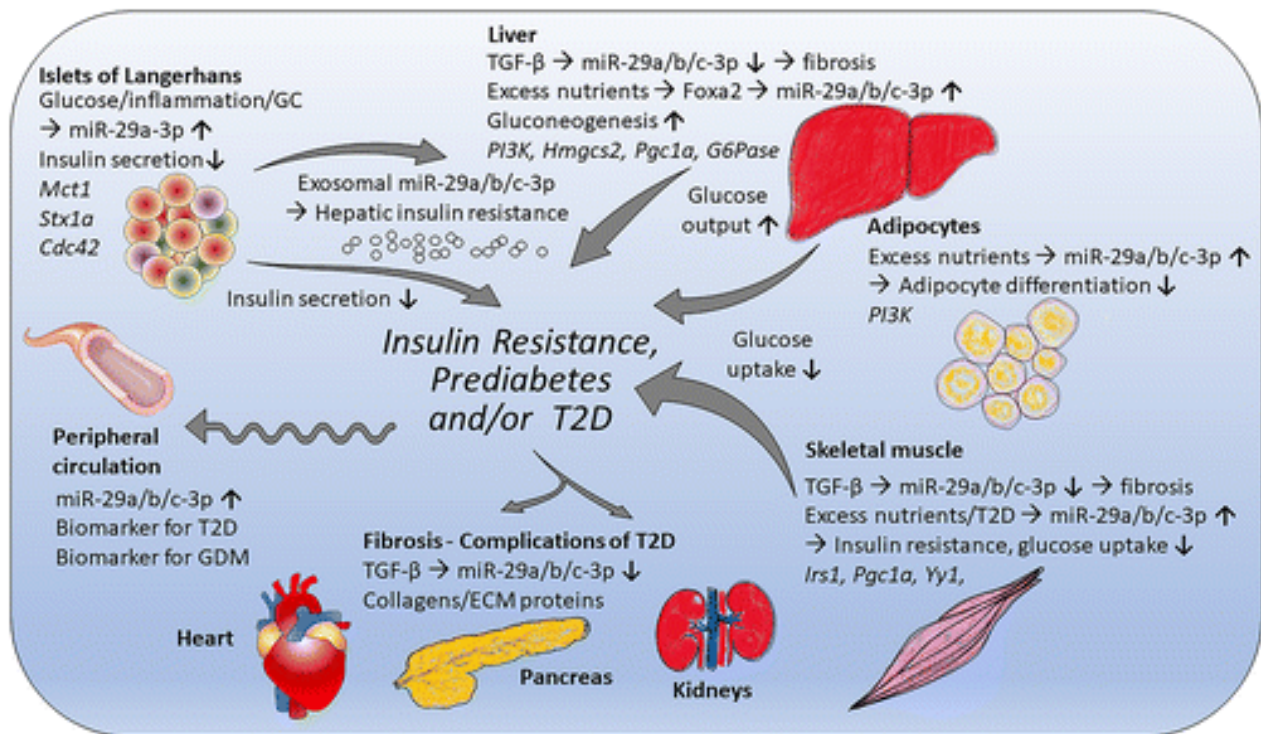 Islets of Langerhans
Glucose/inflammation/GC
→ miR-29a-3p ↑
Insulin secretion ↓
Mct1
Stx1a
Cdc42
Liver
TGF-β → miR-29a/b/c-3p ↓ → fibrosis
Excess nutrients → Foxa2 → miR-29a/b/c-3p ↑
Gluconeogenesis ↑
PI3K, Hmgcs2, Pgc1a, G6Pase
Exosomal miR-29a/b/c-3p
→ Hepatic insulin resistance
Glucose
output ↑
Insulin secretion ↓
Adipocytes
Excess nutrients → miR-29a/b/c-3p ↑
→ Adipocyte differentiation ↓
PI3K
Insulin Resistance,
Prediabetes
and/or T2D
Glucose
uptake ↓
Peripheral
circulation
miR-29a/b/c-3p ↑
Biomarker for T2D
Biomarker for GDM
Skeletal muscle
TGF-β → miR-29a/b/c-3p ↓ → fibrosis
Excess nutrients/T2D → miR-29a/b/c-3p ↑
→ Insulin resistance, glucose uptake ↓
Irs1, Pgc1a, Yy1,
Fibrosis - Complications of T2D
TGF-β → miR-29a/b/c-3p ↓
Collagens/ECM proteins
Heart
Pancreas
Kidneys